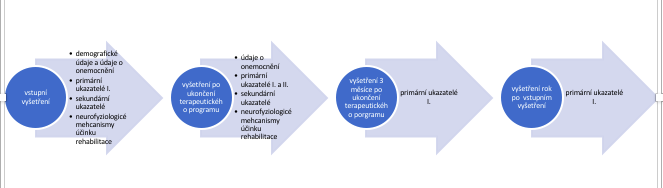 vstupní
vyšetření
• demografické
údaje a údaje o
onemocnění
• primární
ukazatelé I.
• sekundární
ukazatelé
• neurofyziologické
mehcanismy
účinku
rehabilitace
vyšetření po
ukončení
terapeutickéh
o programu
• údaje o
onemocnění
• primární
ukazatelé I. a II.
• sekundární
ukazatelé
• neurofyziologické
mehcanismy
účinku
rehabilitace
vyšetření 3
měsíce po
ukončení
terapeutickéh
o porgramu
primární ukazatelé
I.
vyšetření rok
po vstupním
vyšetření
primární ukazatelé
I.